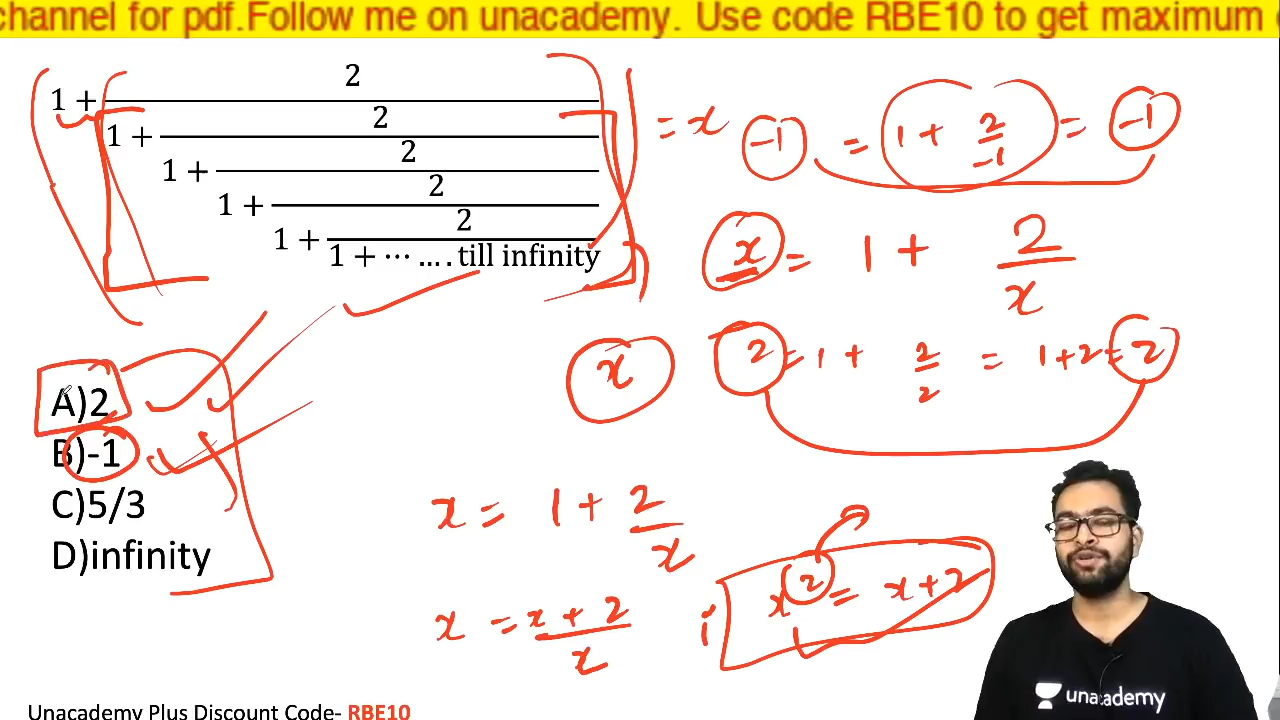 channel for pdf.Follow me on unacademy. Use code RBE10 to get maximum
2
1 +
2
1 +
2
1 +
2
1 +
2
1 +
1 + ⋯ … . till infinity
= x
-1 = 1 + 2/-1 = -1
x = 1 + 2/x
x
2 = 1 + 2/2 = 1+2 = 2
A)2
B)-1
C)5/3
D)infinity
x = 1 + 2/x
x = x + 2/x
x² = x + 2
unacademy
Unacademy Plus Discount Code- RBE10